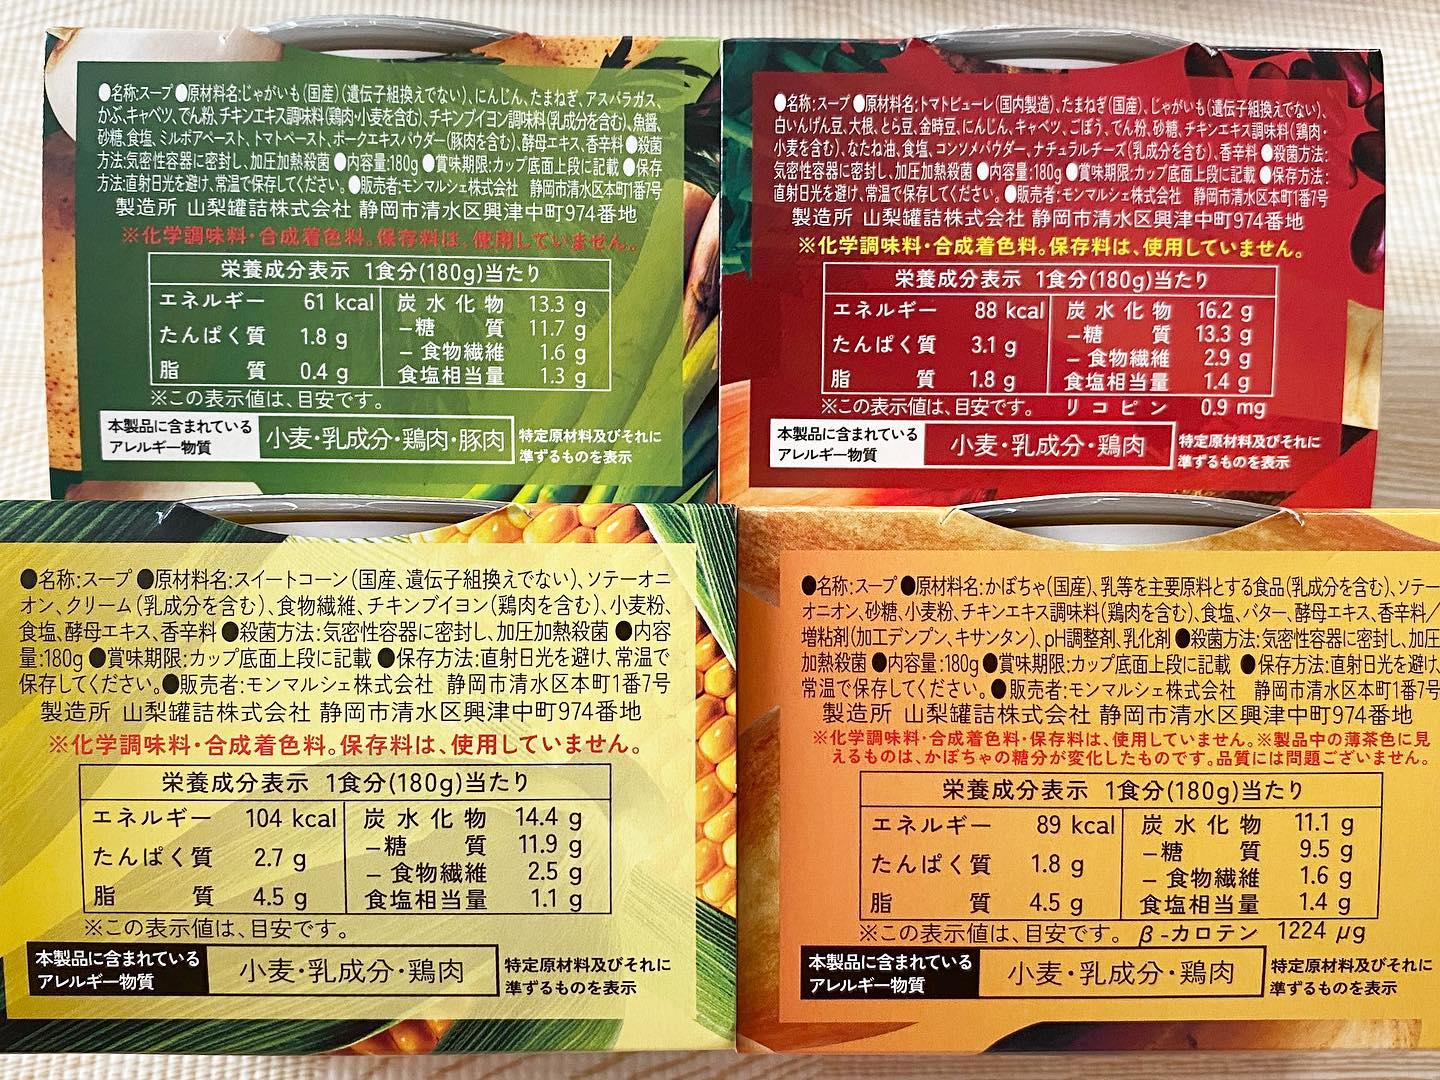 ●名称:スープ ●原材料名:じゃがいも(国産)(遺伝子組換えでない)、にんじん、たまねぎ、アスパラガス、
かぶ、キャベツ、でん粉、チキンエキス調味料(鶏肉・小麦を含む)、チキンブイヨン調味料(乳成分を含む)、魚醤、
砂糖、食塩、ミルポアペースト、トマトペースト、ポークエキスパウダー(豚肉を含む)、酵母エキス、香辛料 ●殺菌
方法:気密性容器に密封し、加圧加熱殺菌 ●内容量:180g ●賞味期限:カップ底面上段に記載 ●保存
方法:直射日光を避け、常温で保存してください。●販売者:モンマルシェ株式会社 静岡市清水区本町1番7号
製造所 山梨罐詰株式会社 静岡市清水区興津中町974番地
※化学調味料・合成着色料。保存料は、使用していません。
栄養成分表示 1食分(180g)当たり
エネルギー 61 kcal 炭水化物 13.3 g
たんぱく質 1.8 g –糖質 11.7 g
– 食物繊維 1.6 g
脂質 0.4 g 食塩相当量 1.3 g
※この表示値は、目安です。
本製品に含まれている
アレルギー物質
小麦・乳成分・鶏肉・豚肉
特定原材料及びそれに
準ずるものを表示
●名称:スープ ●原材料名:トマトピューレ(国内製造)、たまねぎ(国産)、じゃがいも(遺伝子組換えでない)、
白いんげん豆、大根、とら豆、金時豆、にんじん、キャベツ、ごぼう、でん粉、砂糖、チキンエキス調味料(鶏肉・
小麦を含む)、なたね油、食塩、コンソメパウダー、ナチュラルチーズ(乳成分を含む)、香辛料 ●殺菌方法:
気密性容器に密封し、加圧加熱殺菌 ●内容量:180g ●賞味期限:カップ底面上段に記載 ●保存方法:
直射日光を避け、常温で保存してください。●販売者:モンマルシェ株式会社 静岡市清水区本町1番7号
製造所 山梨罐詰株式会社 静岡市清水区興津中町974番地
※化学調味料・合成着色料。保存料は、使用していません。
栄養成分表示 1食分(180g)当たり
エネルギー 88 kcal 炭水化物 16.2 g
たんぱく質 3.1 g –糖質 13.3 g
– 食物繊維 2.9 g
脂質 1.8 g 食塩相当量 1.4 g
※この表示値は、目安です。 リコピン 0.9 mg
本製品に含まれている
アレルギー物質
小麦・乳成分・鶏肉
特定原材料及びそれに
準ずるものを表示
●名称:スープ ●原材料名:スイートコーン(国産、遺伝子組換えでない)、ソテーオニ
オン、クリーム(乳成分を含む)、食物繊維、チキンブイヨン(鶏肉を含む)、小麦粉、
食塩、酵母エキス、香辛料 ●殺菌方法:気密性容器に密封し、加圧加熱殺菌 ●内容
量:180g ●賞味期限:カップ底面上段に記載 ●保存方法:直射日光を避け、常温で
保存してください。●販売者:モンマルシェ株式会社 静岡市清水区本町1番7号
製造所 山梨罐詰株式会社 静岡市清水区興津中町974番地
※化学調味料・合成着色料。保存料は、使用していません。
栄養成分表示 1食分(180g)当たり
エネルギー 104 kcal 炭水化物 14.4 g
たんぱく質 2.7 g –糖質 11.9 g
– 食物繊維 2.5 g
脂質 4.5 g 食塩相当量 1.1 g
※この表示値は、目安です。
本製品に含まれている
アレルギー物質
小麦・乳成分・鶏肉
特定原材料及びそれに
準ずるものを表示
●名称:スープ ●原材料名:かぼちゃ(国産)、乳等を主要原料とする食品(乳成分を含む)、ソテー
オニオン、砂糖、小麦粉、チキンエキス調味料(鶏肉を含む)、食塩、バター、酵母エキス、香辛料/
増粘剤(加工デンプン、キサンタン)、pH調整剤、乳化剤 ●殺菌方法:気密性容器に密封し、加圧
加熱殺菌 ●内容量:180g ●賞味期限:カップ底面上段に記載 ●保存方法:直射日光を避け、
常温で保存してください。●販売者:モンマルシェ株式会社 静岡市清水区本町1番7号
製造所 山梨罐詰株式会社 静岡市清水区興津中町974番地
※化学調味料・合成着色料・保存料は、使用していません。※製品中の薄茶色に見
えるものは、かぼちゃの糖分が変化したものです。品質には問題ございません。
栄養成分表示 1食分(180g)当たり
エネルギー 89 kcal 炭水化物 11.1 g
たんぱく質 1.8 g –糖質 9.5 g
– 食物繊維 1.6 g
脂質 4.5 g 食塩相当量 1.4 g
※この表示値は、目安です。 β-カロテン 1224 μg
本製品に含まれている
アレルギー物質
小麦・乳成分・鶏肉
特定原材料及びそれに
準ずるものを表示